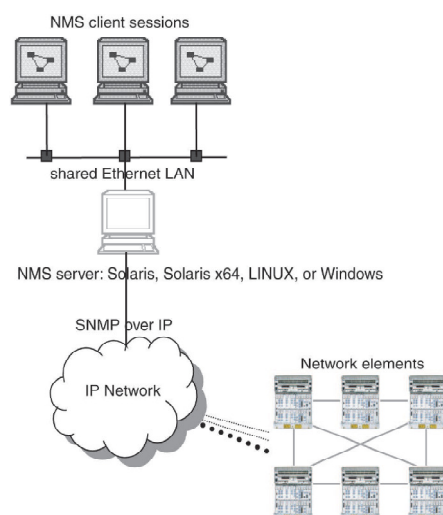 NMS client sessions
shared Ethernet LAN
NMS server: Solaris, Solaris x64, LINUX, or Windows
SNMP over IP
IP Network
Network elements